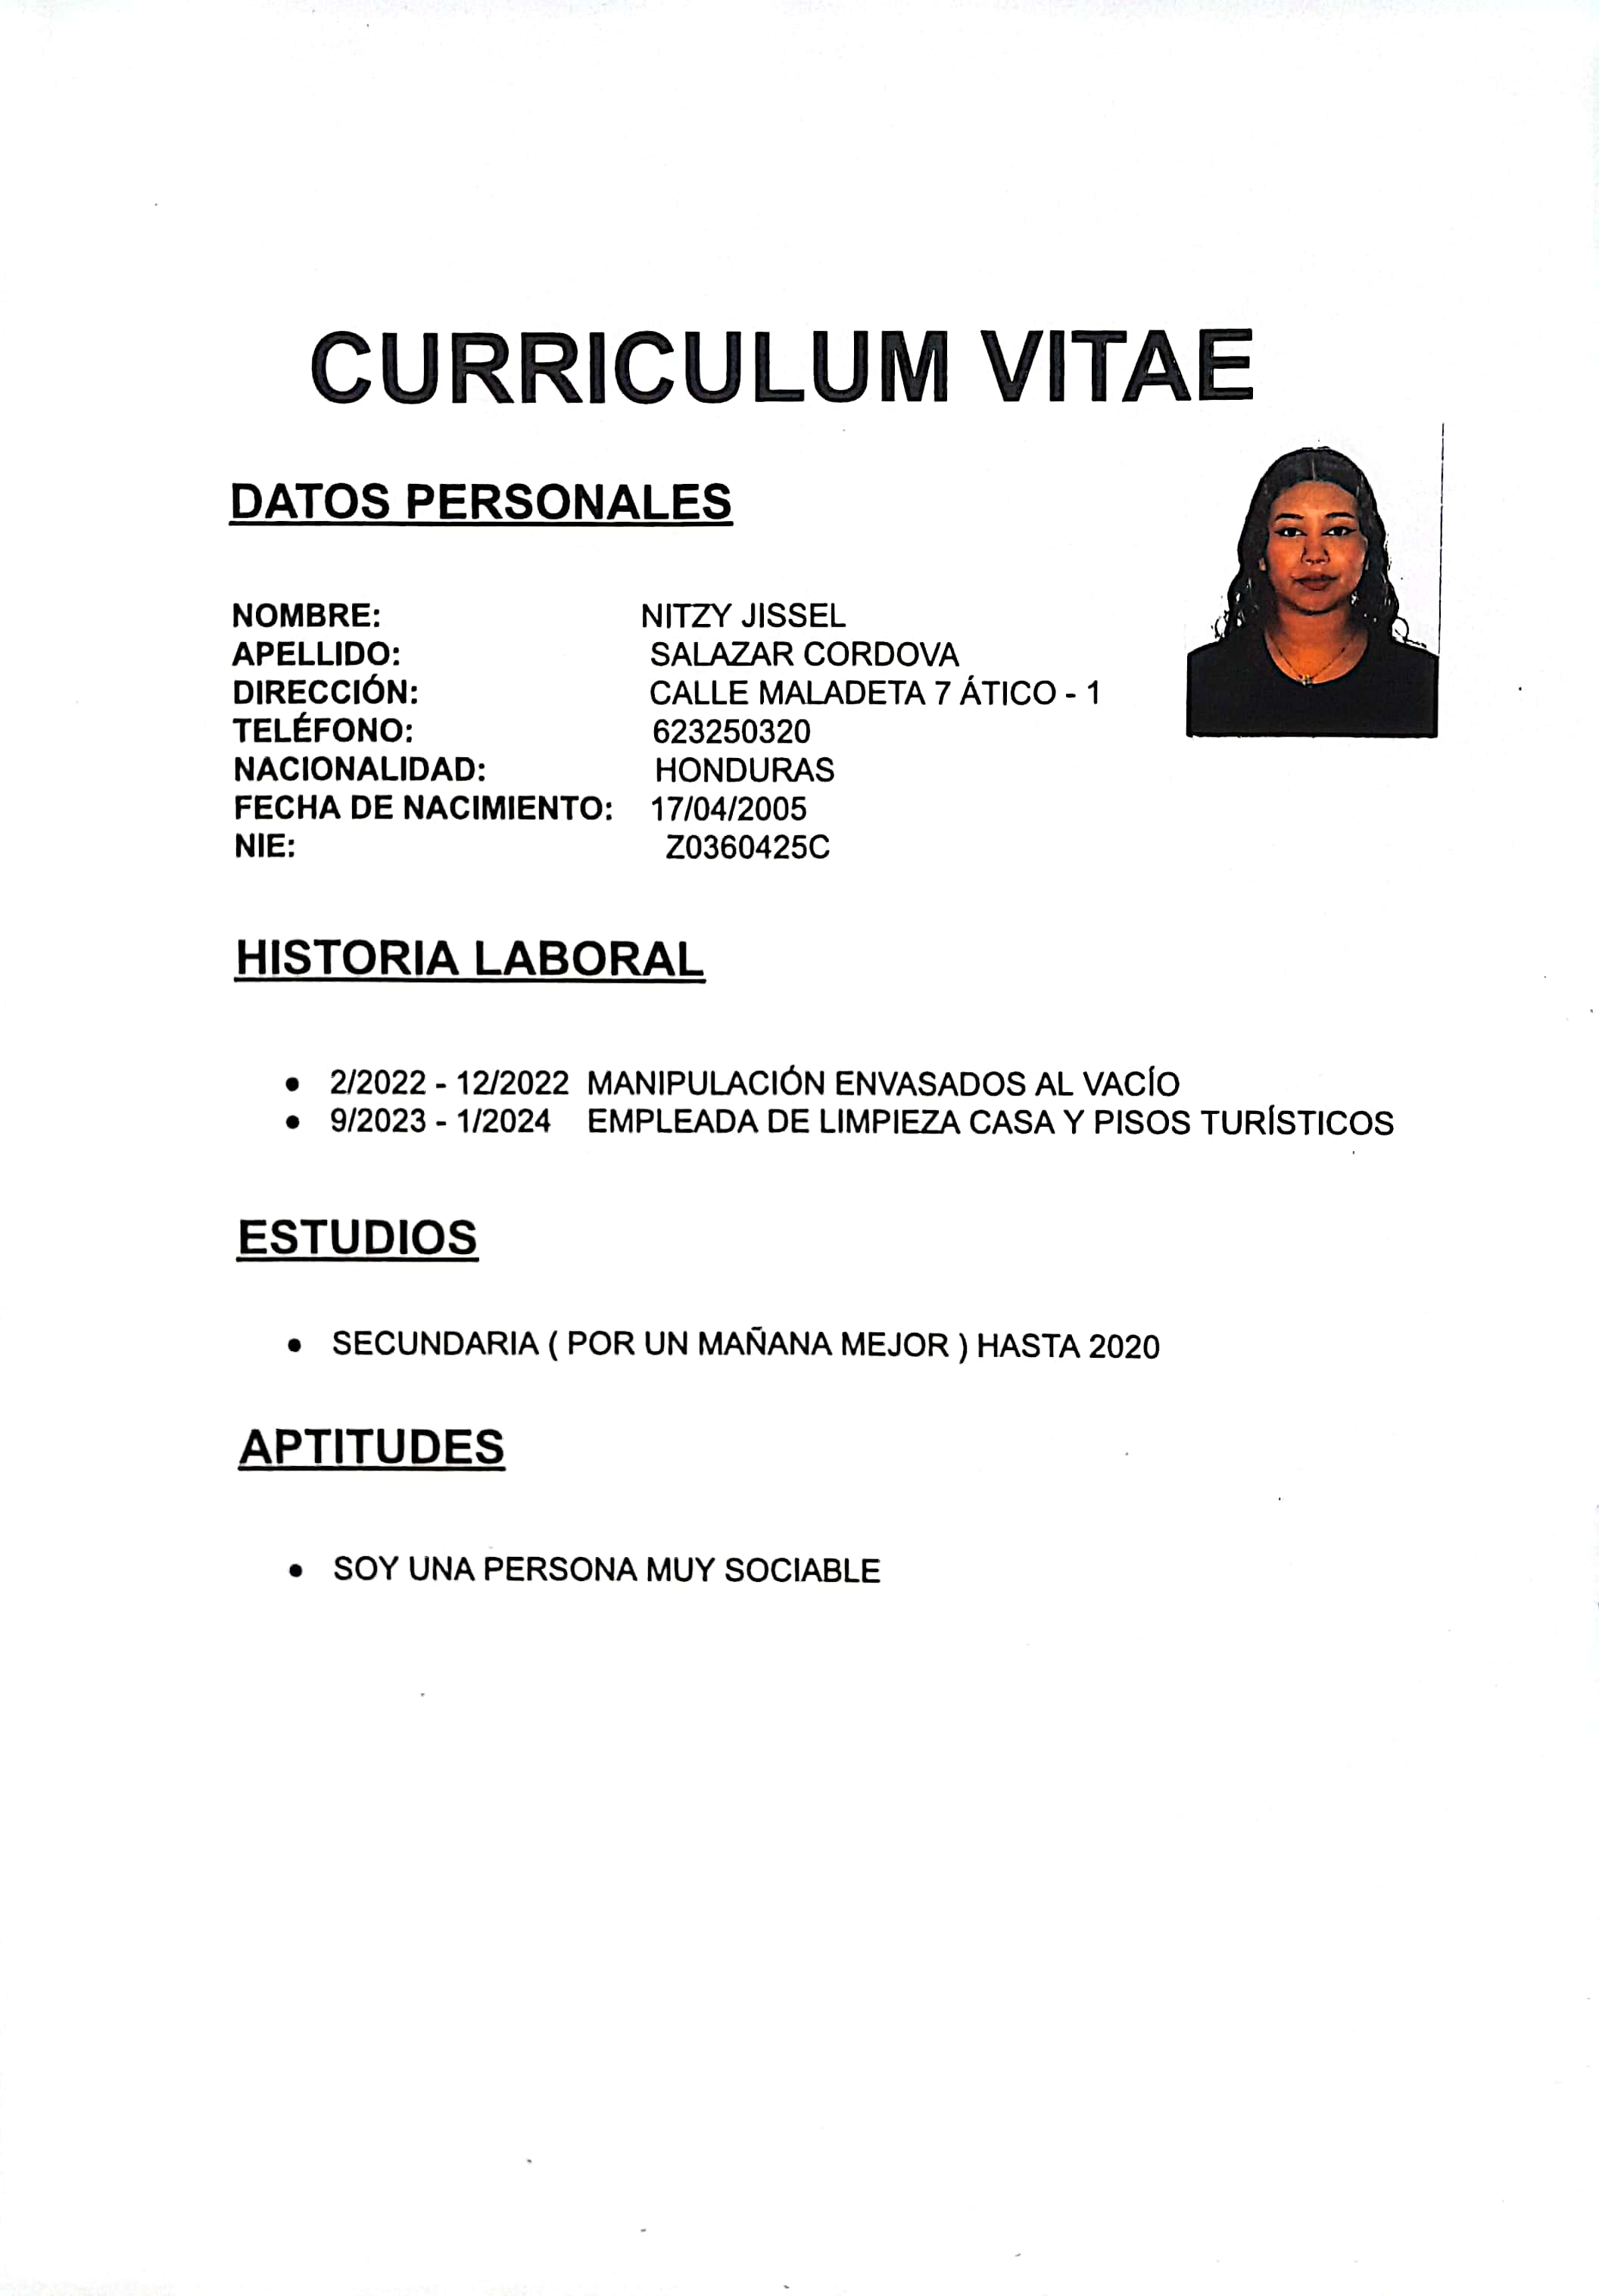 CURRICULUM VITAE
DATOS PERSONALES
NOMBRE: NITZY JISSEL
APELLIDO: SALAZAR CORDOVA
DIRECCIÓN: CALLE MALADETA 7 ÁTICO - 1
TELÉFONO: 623250320
NACIONALIDAD: HONDURAS
FECHA DE NACIMIENTO: 17/04/2005
NIE: Z0360425C
HISTORIA LABORAL
• 2/2022 - 12/2022 MANIPULACIÓN ENVASADOS AL VACÍO
• 9/2023 - 1/2024 EMPLEADA DE LIMPIEZA CASA Y PISOS TURÍSTICOS
ESTUDIOS
• SECUNDARIA ( POR UN MAÑANA MEJOR ) HASTA 2020
APTITUDES
• SOY UNA PERSONA MUY SOCIABLE